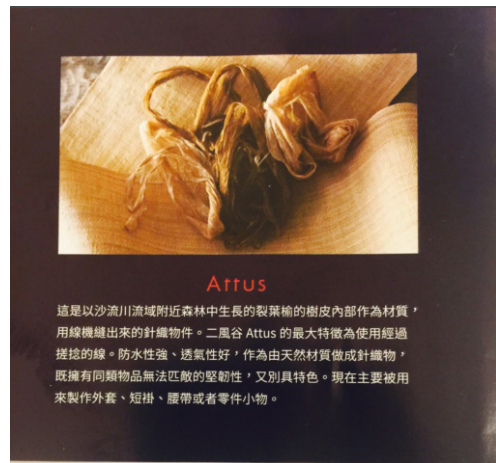 Attus
這是以沙流川流域附近森林中生長的裂葉榆的樹皮內部作為材質，
用線機縫出來的針織物件。二風谷 Attus 的最大特徵為使用經過
搓捻的線。防水性強、透氣性好，作為由天然材質做成針織物，
既擁有同類物品無法匹敵的堅韌性，又別具特色。現在主要被用
來製作外套、短掛、腰帶或者零件小物。